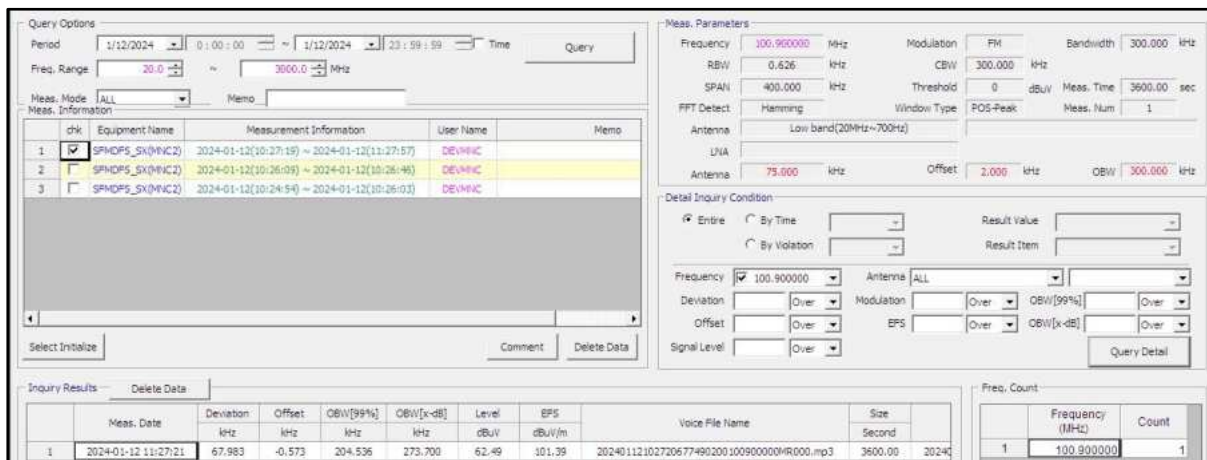 Query Options
Period 1/12/2024 0:00:00 ~ 1/12/2024 23:59:59 Time Query
Freq. Range 20.0 ~ 3600.0 MHz
Meas. Mode ALL Memo
Meas. Information
chk Equipment Name Measurement Information User Name Memo
1 SFMDFS_SX(MNC2) 2024-01-12(10:27:19) ~ 2024-01-12(11:27:57) DEVMNC
2 SFMDFS_SX(MNC2) 2024-01-12(10:26:09) ~ 2024-01-12(10:26:46) DEVMNC
3 SFMDFS_SX(MNC2) 2024-01-12(10:24:54) ~ 2024-01-12(10:26:03) DEVMNC
Select Initialize Comment Delete Data
Meas. Parameters
Frequency 100.900000 MHz Modulation FM Bandwidth 300.000 kHz
RBW 0.626 kHz CBW 300.000 kHz
SPAN 400.000 kHz Threshold 0 dBuV Meas. Time 3600.00 sec
FFT Detect Hamming Window Type POS-Peak Meas. Num 1
Antenna Low band(20MHz~700Hz)
LNA
Antenna 75.000 kHz Offset 2.000 kHz OBW 300.000 kHz
Detail Inquiry Condition
Entire By Time Result Value
By Violation Result Item
Frequency 100.900000 Antenna ALL
Deviation Over Modulation Over OBW[99%] Over
Offset Over EFS Over OBW[x-dB] Over
Signal Level Over Query Detail
Inquiry Results Delete Data
Meas. Date Deviation Offset OBW[99%] OBW[x-dB] Level EFS Voice File Name Size
kHz kHz kHz kHz dBuV dBuV/m Second
1 2024-01-12 11:27:21 67.983 -0.573 204.536 273.700 62.49 101.39 20240112102720677490200100900000MR000.mp3 3600.00 2024
Freq. Count
Frequency (MHz) Count
1 100.900000 1